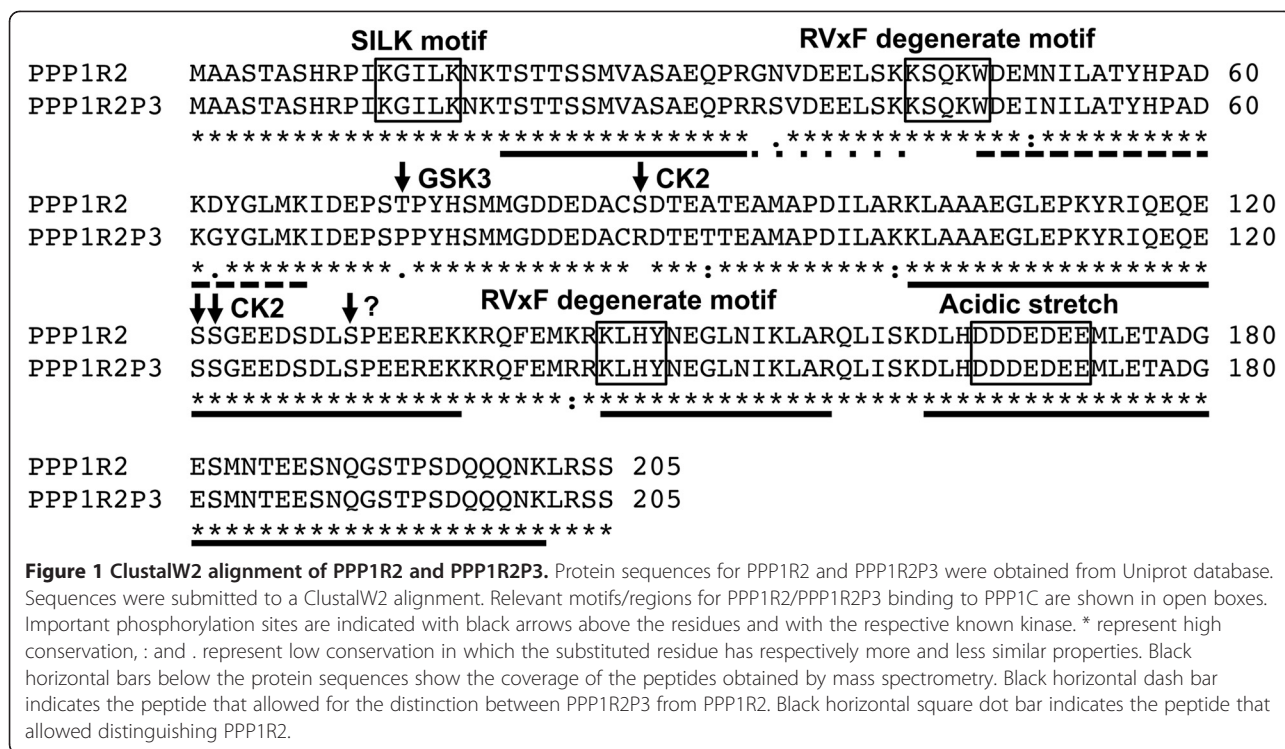 SILK motif RVxF degenerate motif
PPP1R2 MAASTASHRPIKGILKNKTSTTSSMVASAEQPRGNVDEELSKKSQKWDEMNILATYHPAD 60
PPP1R2P3 MAASTASHRPIKGILKNKTSTTSSMVASAEQPRRSVDEELSKKSQKWDEINILATYHPAD 60
********************************* .**************:**********
GSK3 CK2
PPP1R2 KDYGLMKIDEPSTPYHSMMGDDEDACSDTEATEAMAPDILARKLAAAEGLEPKYRIQEQE 120
PPP1R2P3 KGYGLMKIDEPSPPYHSMMGDDEDACRDTETTEAMAPDILAKKLAAAEGLEPKYRIQEQE 120
*.**********.************* ***:**********:******************
CK2 ? RVxF degenerate motif Acidic stretch
PPP1R2 SSGEEDSDLSPEEREKKRQFEMKRKLHYNEGLNIKLARQLISKDLHDDDEDEEMLETADG 180
PPP1R2P3 SSGEEDSDLSPEEREKKRQFEMRRKLHYNEGLNIKLARQLISKDLHDDDEDEEMLETADG 180
**********************:*************************************
PPP1R2 ESMNTEESNQGSTPSDQQQNKLRSS 205
PPP1R2P3 ESMNTEESNQGSTPSDQQQNKLRSS 205
*************************
Figure 1 ClustalW2 alignment of PPP1R2 and PPP1R2P3. Protein sequences for PPP1R2 and PPP1R2P3 were obtained from Uniprot database.
Sequences were submitted to a ClustalW2 alignment. Relevant motifs/regions for PPP1R2/PPP1R2P3 binding to PPP1C are shown in open boxes.
Important phosphorylation sites are indicated with black arrows above the residues and with the respective known kinase. * represent high
conservation, : and . represent low conservation in which the substituted residue has respectively more and less similar properties. Black
horizontal bars below the protein sequences show the coverage of the peptides obtained by mass spectrometry. Black horizontal dash bar
indicates the peptide that allowed for the distinction between PPP1R2P3 from PPP1R2. Black horizontal square dot bar indicates the peptide that
allowed distinguishing PPP1R2.